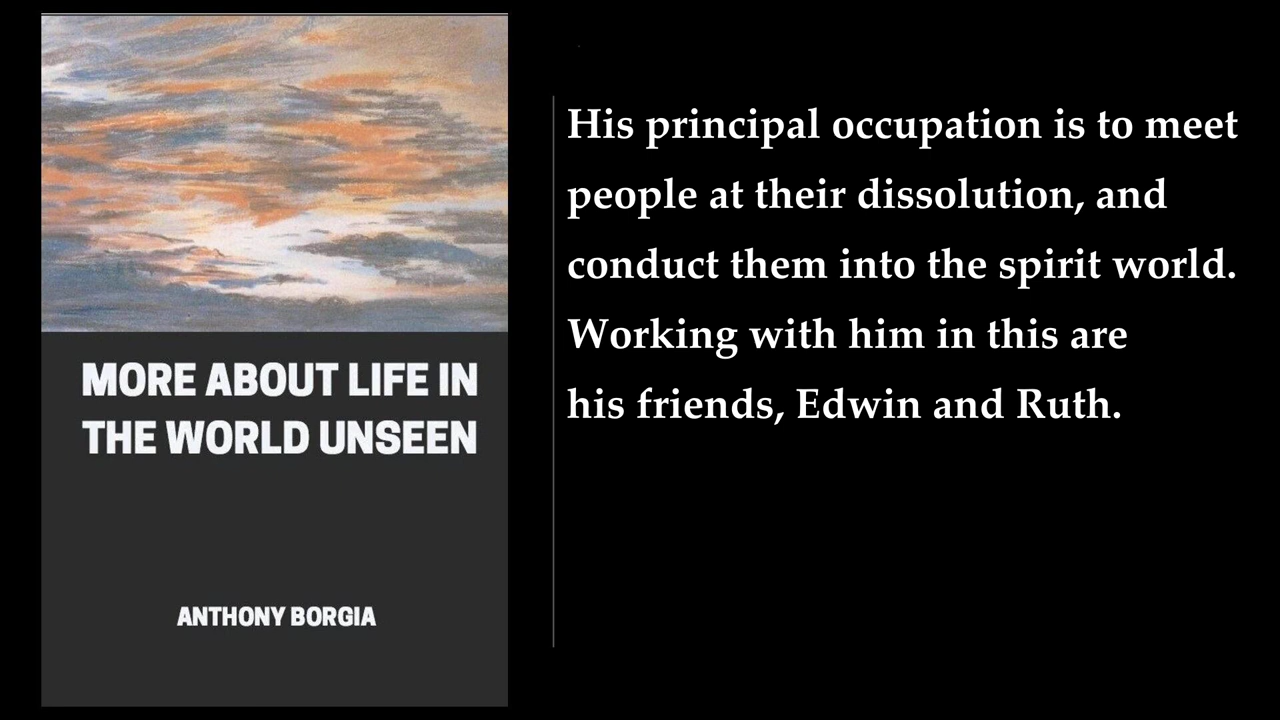 MORE ABOUT LIFE IN
THE WORLD UNSEEN
ANTHONY BORGIA
His principal occupation is to meet
people at their dissolution, and
conduct them into the spirit world.
Working with him in this are
his friends, Edwin and Ruth.